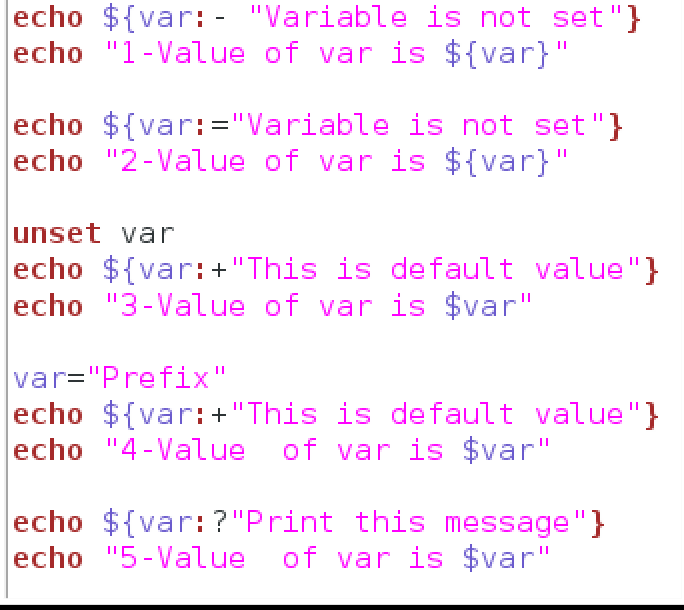 echo ${var:- "Variable is not set"}
echo "1-Value of var is ${var}"
echo ${var:="Variable is not set"}
echo "2-Value of var is ${var}"
unset var
echo ${var:+"This is default value"}
echo "3-Value of var is $var"
var="Prefix"
echo ${var:+"This is default value"}
echo "4-Value  of var is $var"
echo ${var:?"Print this message"}
echo "5-Value  of var is $var"